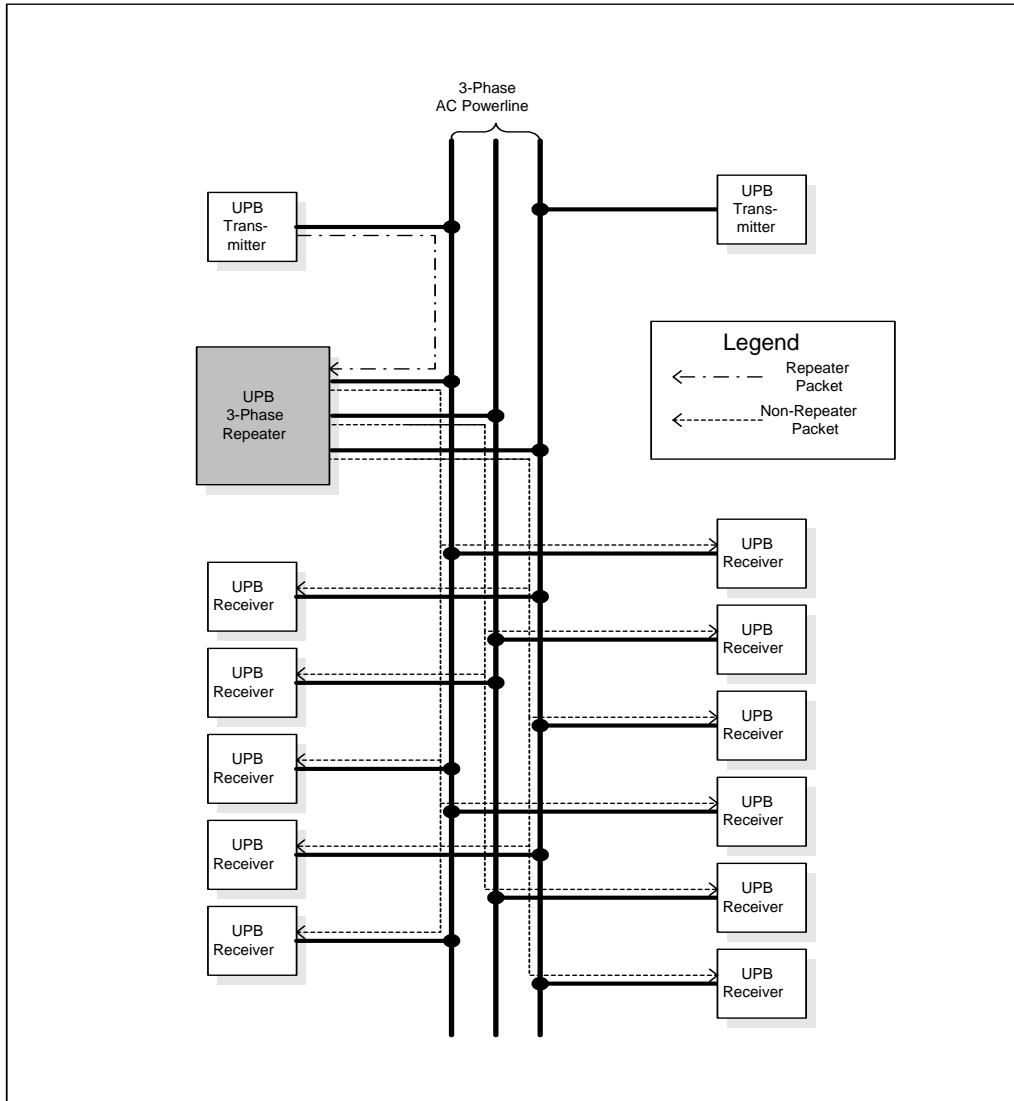 3-Phase
AC Powerline
UPB
Trans-
mitter
UPB
Trans-
mitter
UPB
3-Phase
Repeater
Legend
Repeater
Packet
Non-Repeater
Packet
UPB
Receiver
UPB
Receiver
UPB
Receiver
UPB
Receiver
UPB
Receiver
UPB
Receiver
UPB
Receiver
UPB
Receiver
UPB
Receiver
UPB
Receiver
UPB
Receiver